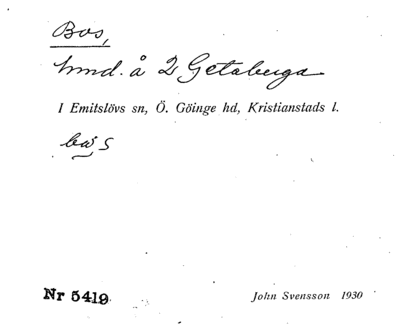 Bos,
hmd. å 2 Getaberga
I Emitslövs sn, Ö. Göinge hd, Kristianstads l.
Nr 5419
John Svensson 1930